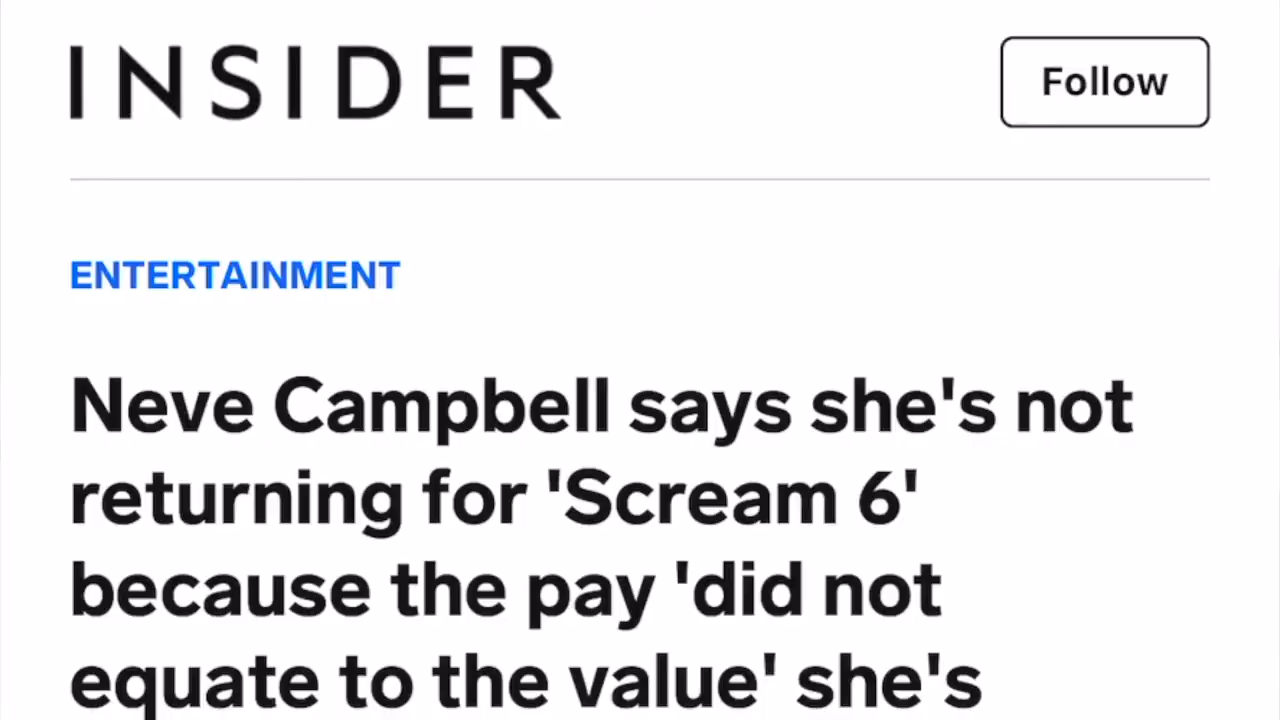 INSIDER
Follow
ENTERTAINMENT
Neve Campbell says she's not
returning for 'Scream 6'
because the pay 'did not
equate to the value' she's